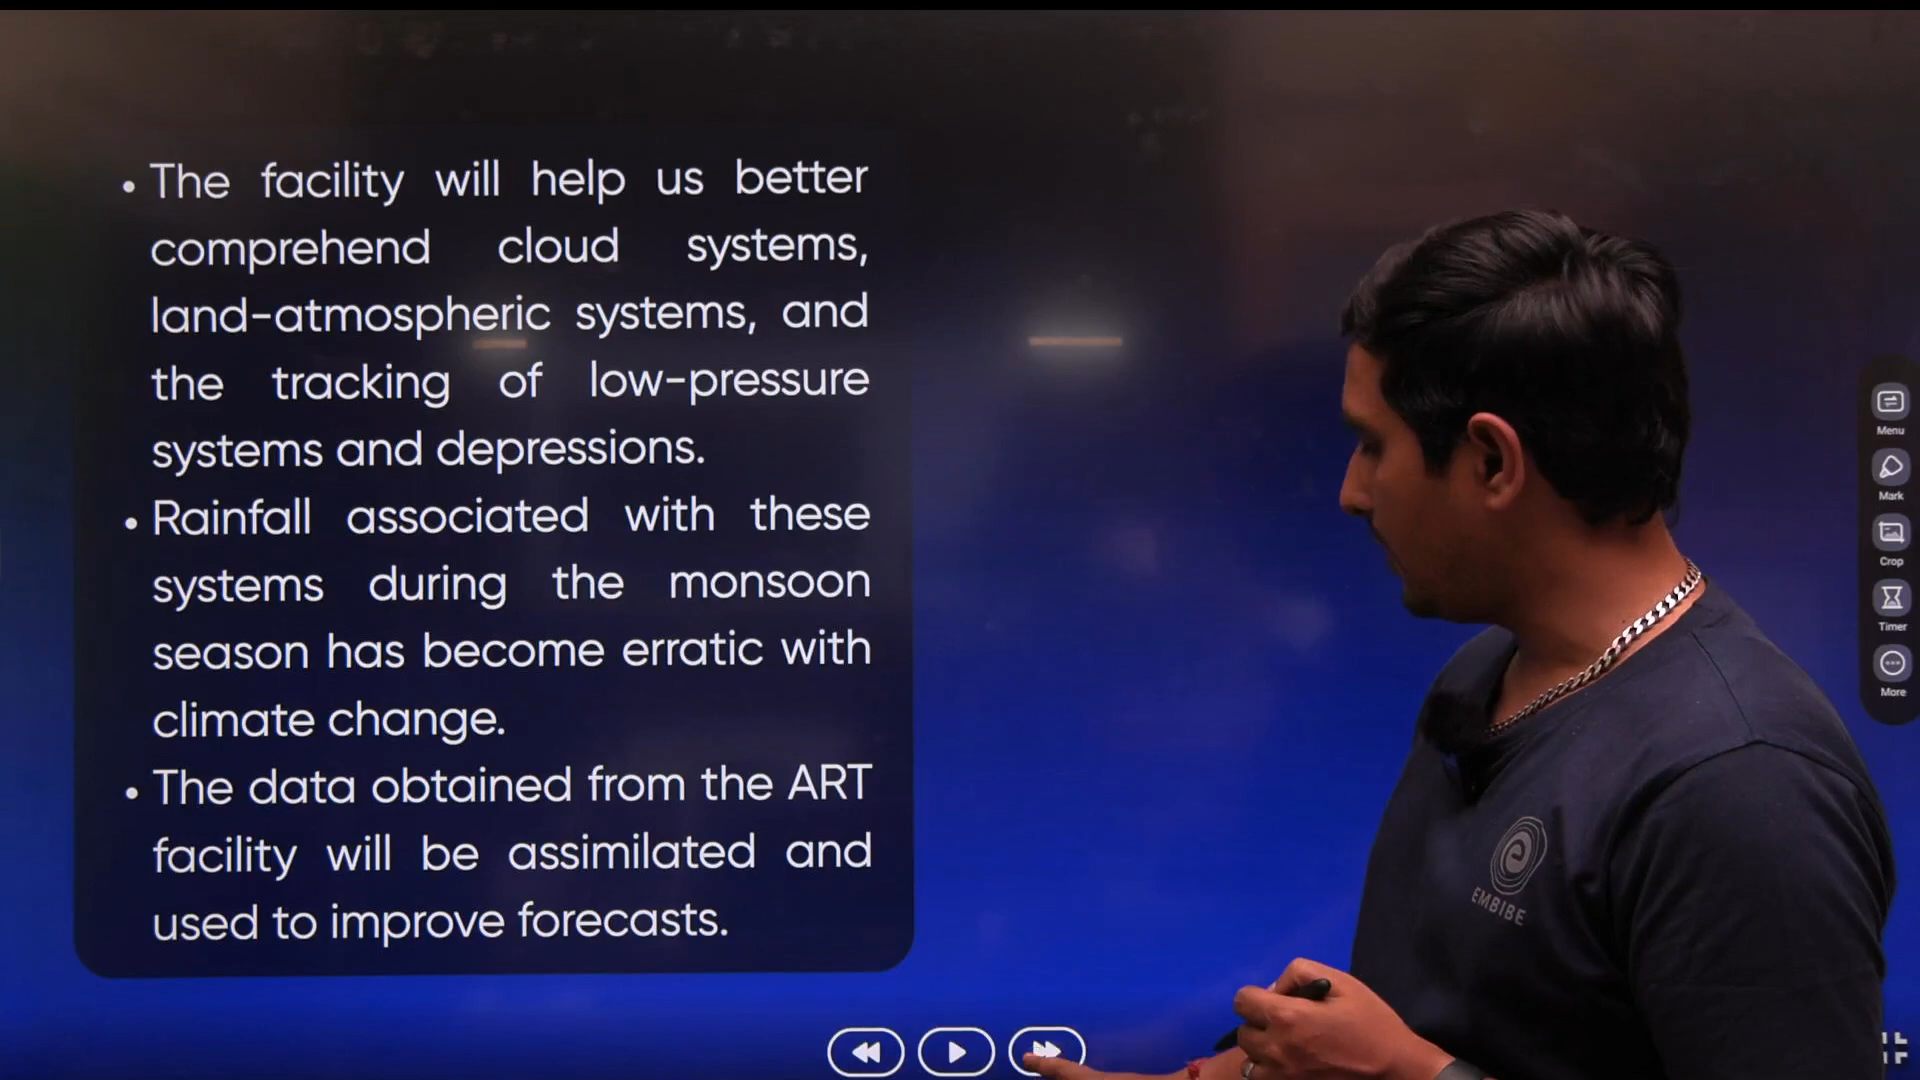 • The facility will help us better
comprehend cloud systems,
land-atmospheric systems, and
the tracking of low-pressure
systems and depressions.
• Rainfall associated with these
systems during the monsoon
season has become erratic with
climate change.
• The data obtained from the ART
facility will be assimilated and
used to improve forecasts.
Menu
Mark
Crop
Timer
More
EMBIBE